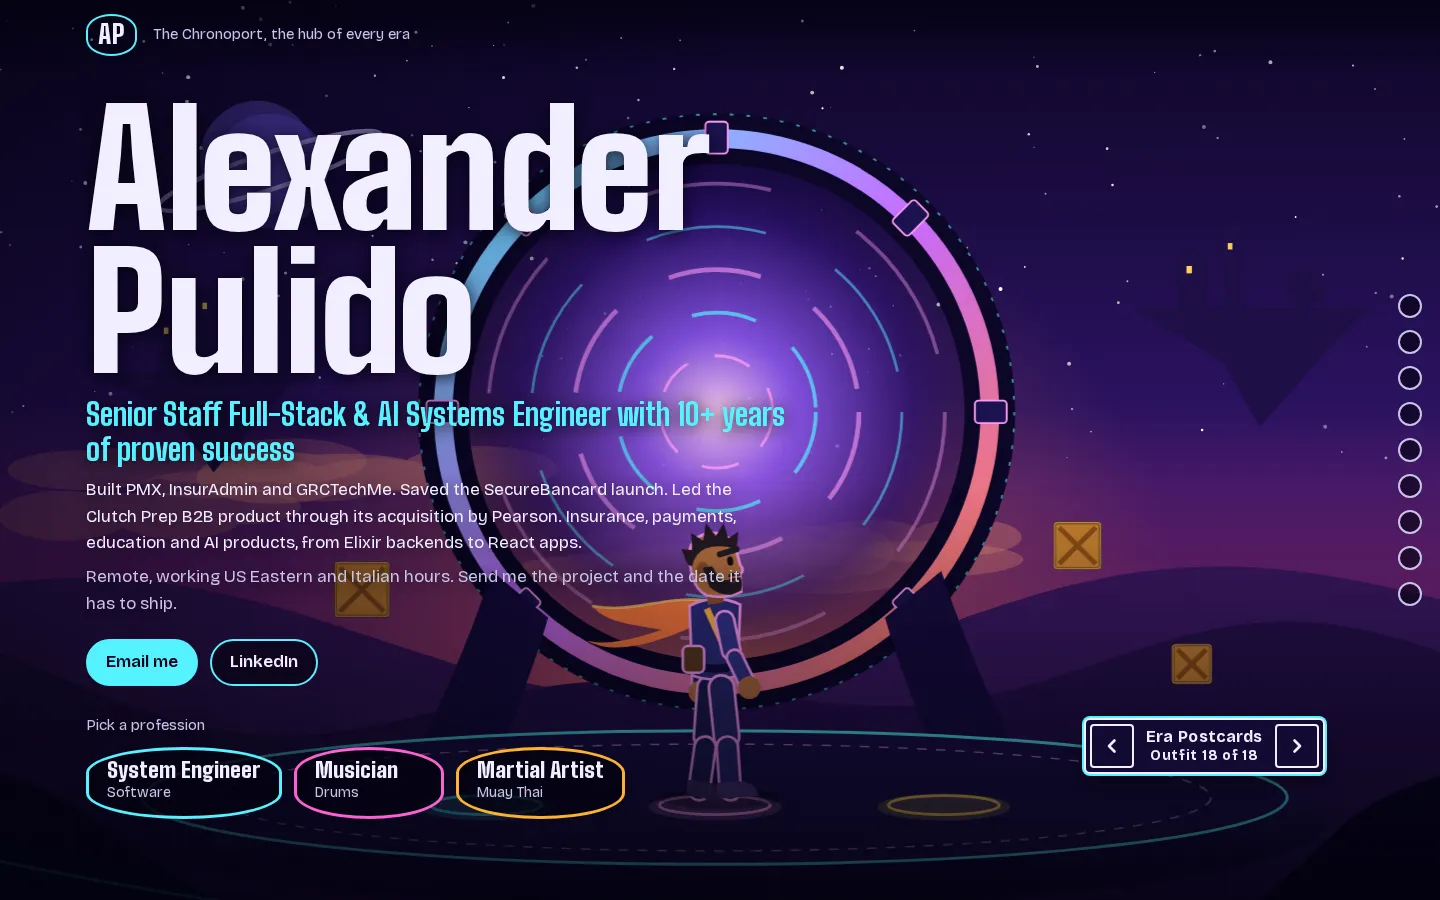 AP
The Chronoport, the hub of every era
Alexander
Pulido
Senior Staff Full-Stack & AI Systems Engineer with 10+ years
of proven success
Built PMX, InsurAdmin and GRCTechMe. Saved the SecureBancard launch. Led the
Clutch Prep B2B product through its acquisition by Pearson. Insurance, payments,
education and AI products, from Elixir backends to React apps.
Remote, working US Eastern and Italian hours. Send me the project and the date it
has to ship.
Email me
LinkedIn
Pick a profession
System Engineer
Software
Musician
Drums
Martial Artist
Muay Thai
Era Postcards
Outfit 18 of 18